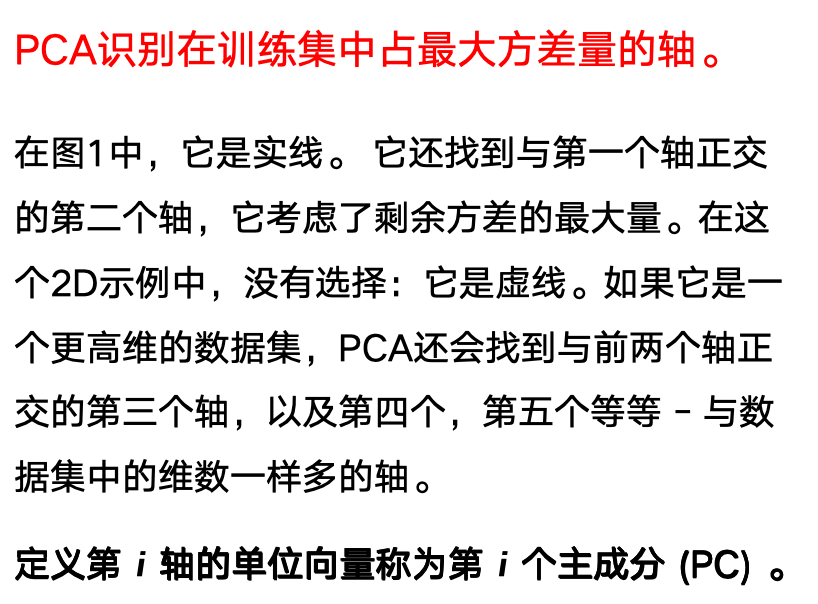 PCA识别在训练集中占最大方差量的轴。
在图1中，它是实线。 它还找到与第一个轴正交
的第二个轴，它考虑了剩余方差的最大量。在这
个2D示例中，没有选择：它是虚线。如果它是一
个更高维的数据集，PCA还会找到与前两个轴正
交的第三个轴，以及第四个，第五个等等 - 与数
据集中的维数一样多的轴。
定义第 i 轴的单位向量称为第 i 个主成分 (PC) 。